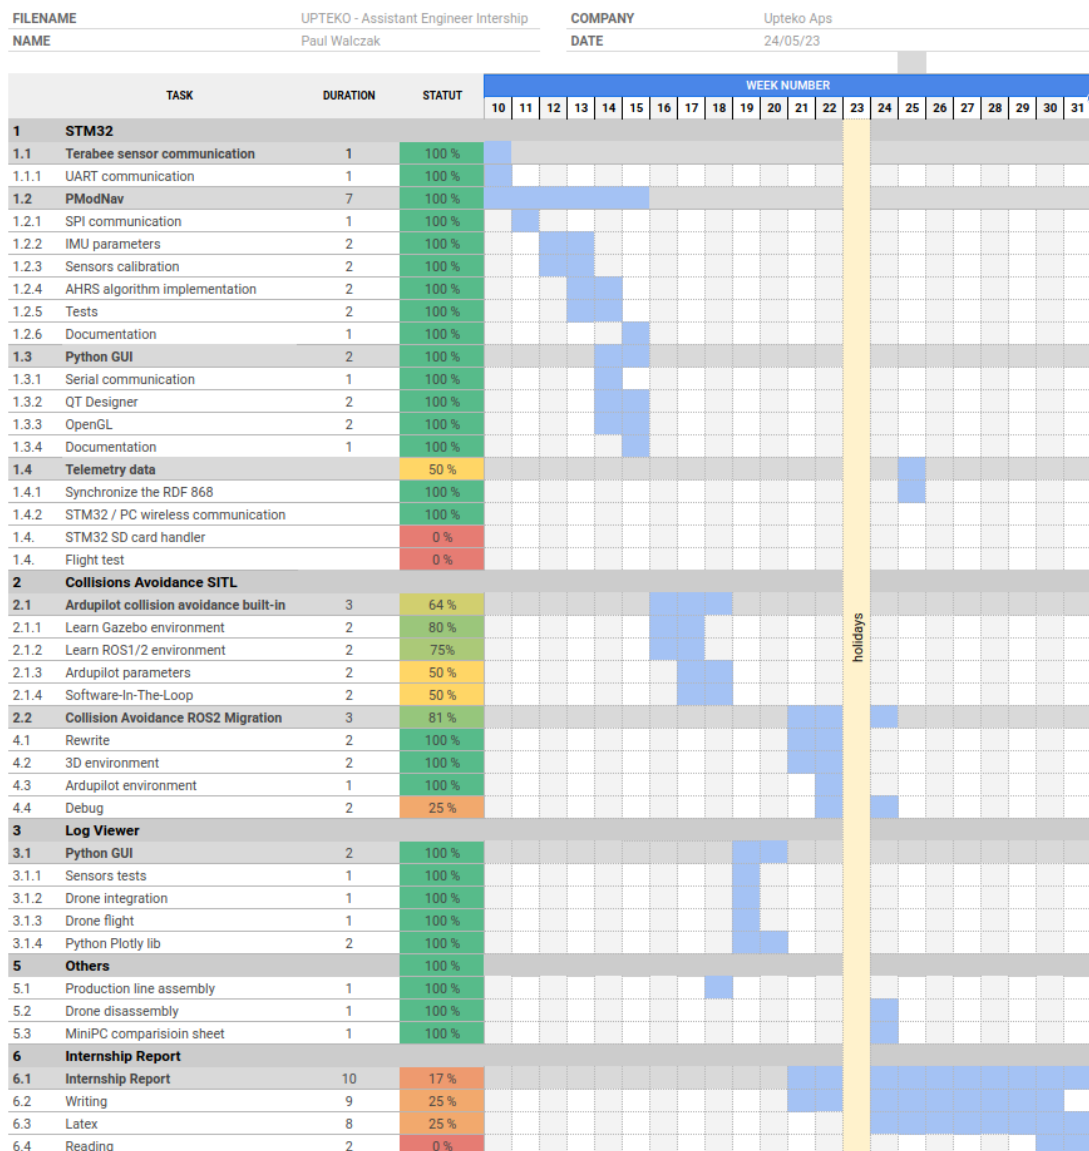 FILENAME UPTEKO - Assistant Engineer Intership COMPANY Upteko Aps
NAME Paul Walczak DATE 24/05/23
WEEK NUMBER
TASK DURATION STATUT
10 11 12 13 14 15 16 17 18 19 20 21 22 23 24 25 26 27 28 29 30 31
1 STM32
1.1 Terabee sensor communication 1 100 %
1.1.1 UART communication 1 100 %
1.2 PModNav 7 100 %
1.2.1 SPI communication 1 100 %
1.2.2 IMU parameters 2 100 %
1.2.3 Sensors calibration 2 100 %
1.2.4 AHRS algorithm implementation 2 100 %
1.2.5 Tests 2 100 %
1.2.6 Documentation 1 100 %
1.3 Python GUI 2 100 %
1.3.1 Serial communication 1 100 %
1.3.2 QT Designer 2 100 %
1.3.3 OpenGL 2 100 %
1.3.4 Documentation 1 100 %
1.4 Telemetry data 50 %
1.4.1 Synchronize the RDF 868 100 %
1.4.2 STM32 / PC wireless communication 100 %
1.4. STM32 SD card handler 0 %
1.4. Flight test 0 %
2 Collisions Avoidance SITL
2.1 Ardupilot collision avoidance built-in 3 64 %
2.1.1 Learn Gazebo environment 2 80 %
2.1.2 Learn ROS1/2 environment 2 75%
holidays
2.1.3 Ardupilot parameters 2 50 %
2.1.4 Software-In-The-Loop 2 50 %
2.2 Collision Avoidance ROS2 Migration 3 81 %
4.1 Rewrite 2 100 %
4.2 3D environment 2 100 %
4.3 Ardupilot environment 1 100 %
4.4 Debug 2 25 %
3 Log Viewer
3.1 Python GUI 2 100 %
3.1.1 Sensors tests 1 100 %
3.1.2 Drone integration 1 100 %
3.1.3 Drone flight 1 100 %
3.1.4 Python Plotly lib 2 100 %
5 Others 100 %
5.1 Production line assembly 1 100 %
5.2 Drone disassembly 1 100 %
5.3 MiniPC comparisioin sheet 1 100 %
6 Internship Report
6.1 Internship Report 10 17 %
6.2 Writing 9 25 %
6.3 Latex 8 25 %
6.4 Reading 2 0 %